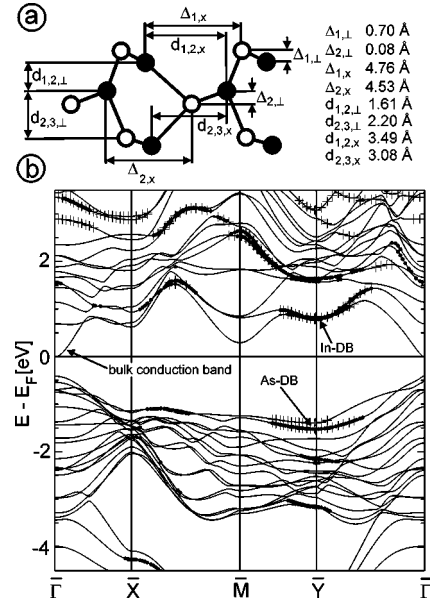 a
Δ1,x
d1,2,x
Δ1,⊥
d1,2,⊥
Δ2,⊥
d2,3,⊥
d2,3,x
Δ2,x
Δ1,⊥ 0.70 Å
Δ2,⊥ 0.08 Å
Δ1,x 4.76 Å
Δ2,x 4.53 Å
d1,2,⊥ 1.61 Å
d2,3,⊥ 2.20 Å
d1,2,x 3.49 Å
d2,3,x 3.08 Å
b
E - EF[eV]
2
0
-2
-4
In-DB
bulk conduction band
As-DB
Γ̅ X̅ M̅ Y̅ Γ̅